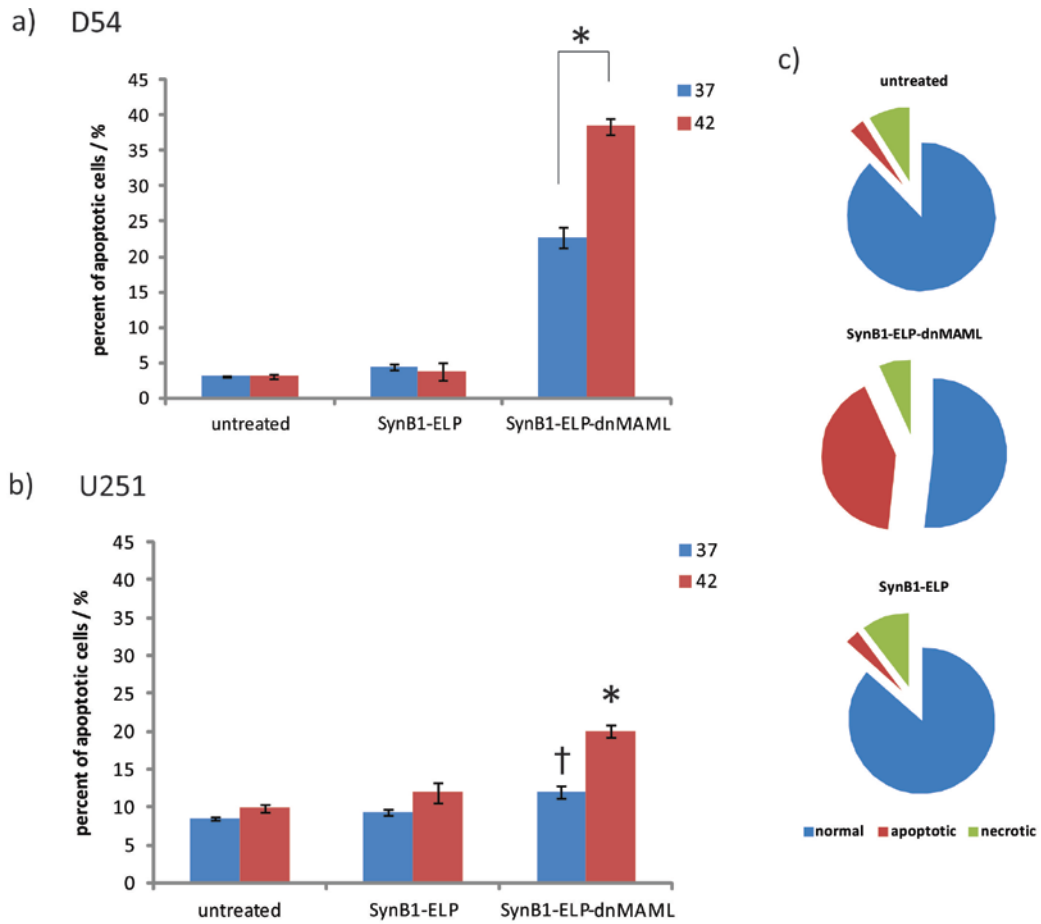 a) D54
*
percent of apoptotic cells / %
45
40
35
30
25
20
15
10
5
0
37
42
untreated SynB1-ELP SynB1-ELP-dnMAML
b) U251
percent of apoptotic cells / %
45
40
35
30
25
20
15
10
5
0
37
42
†
*
untreated SynB1-ELP SynB1-ELP-dnMAML
c)
untreated
SynB1-ELP-dnMAML
SynB1-ELP
normal apoptotic necrotic